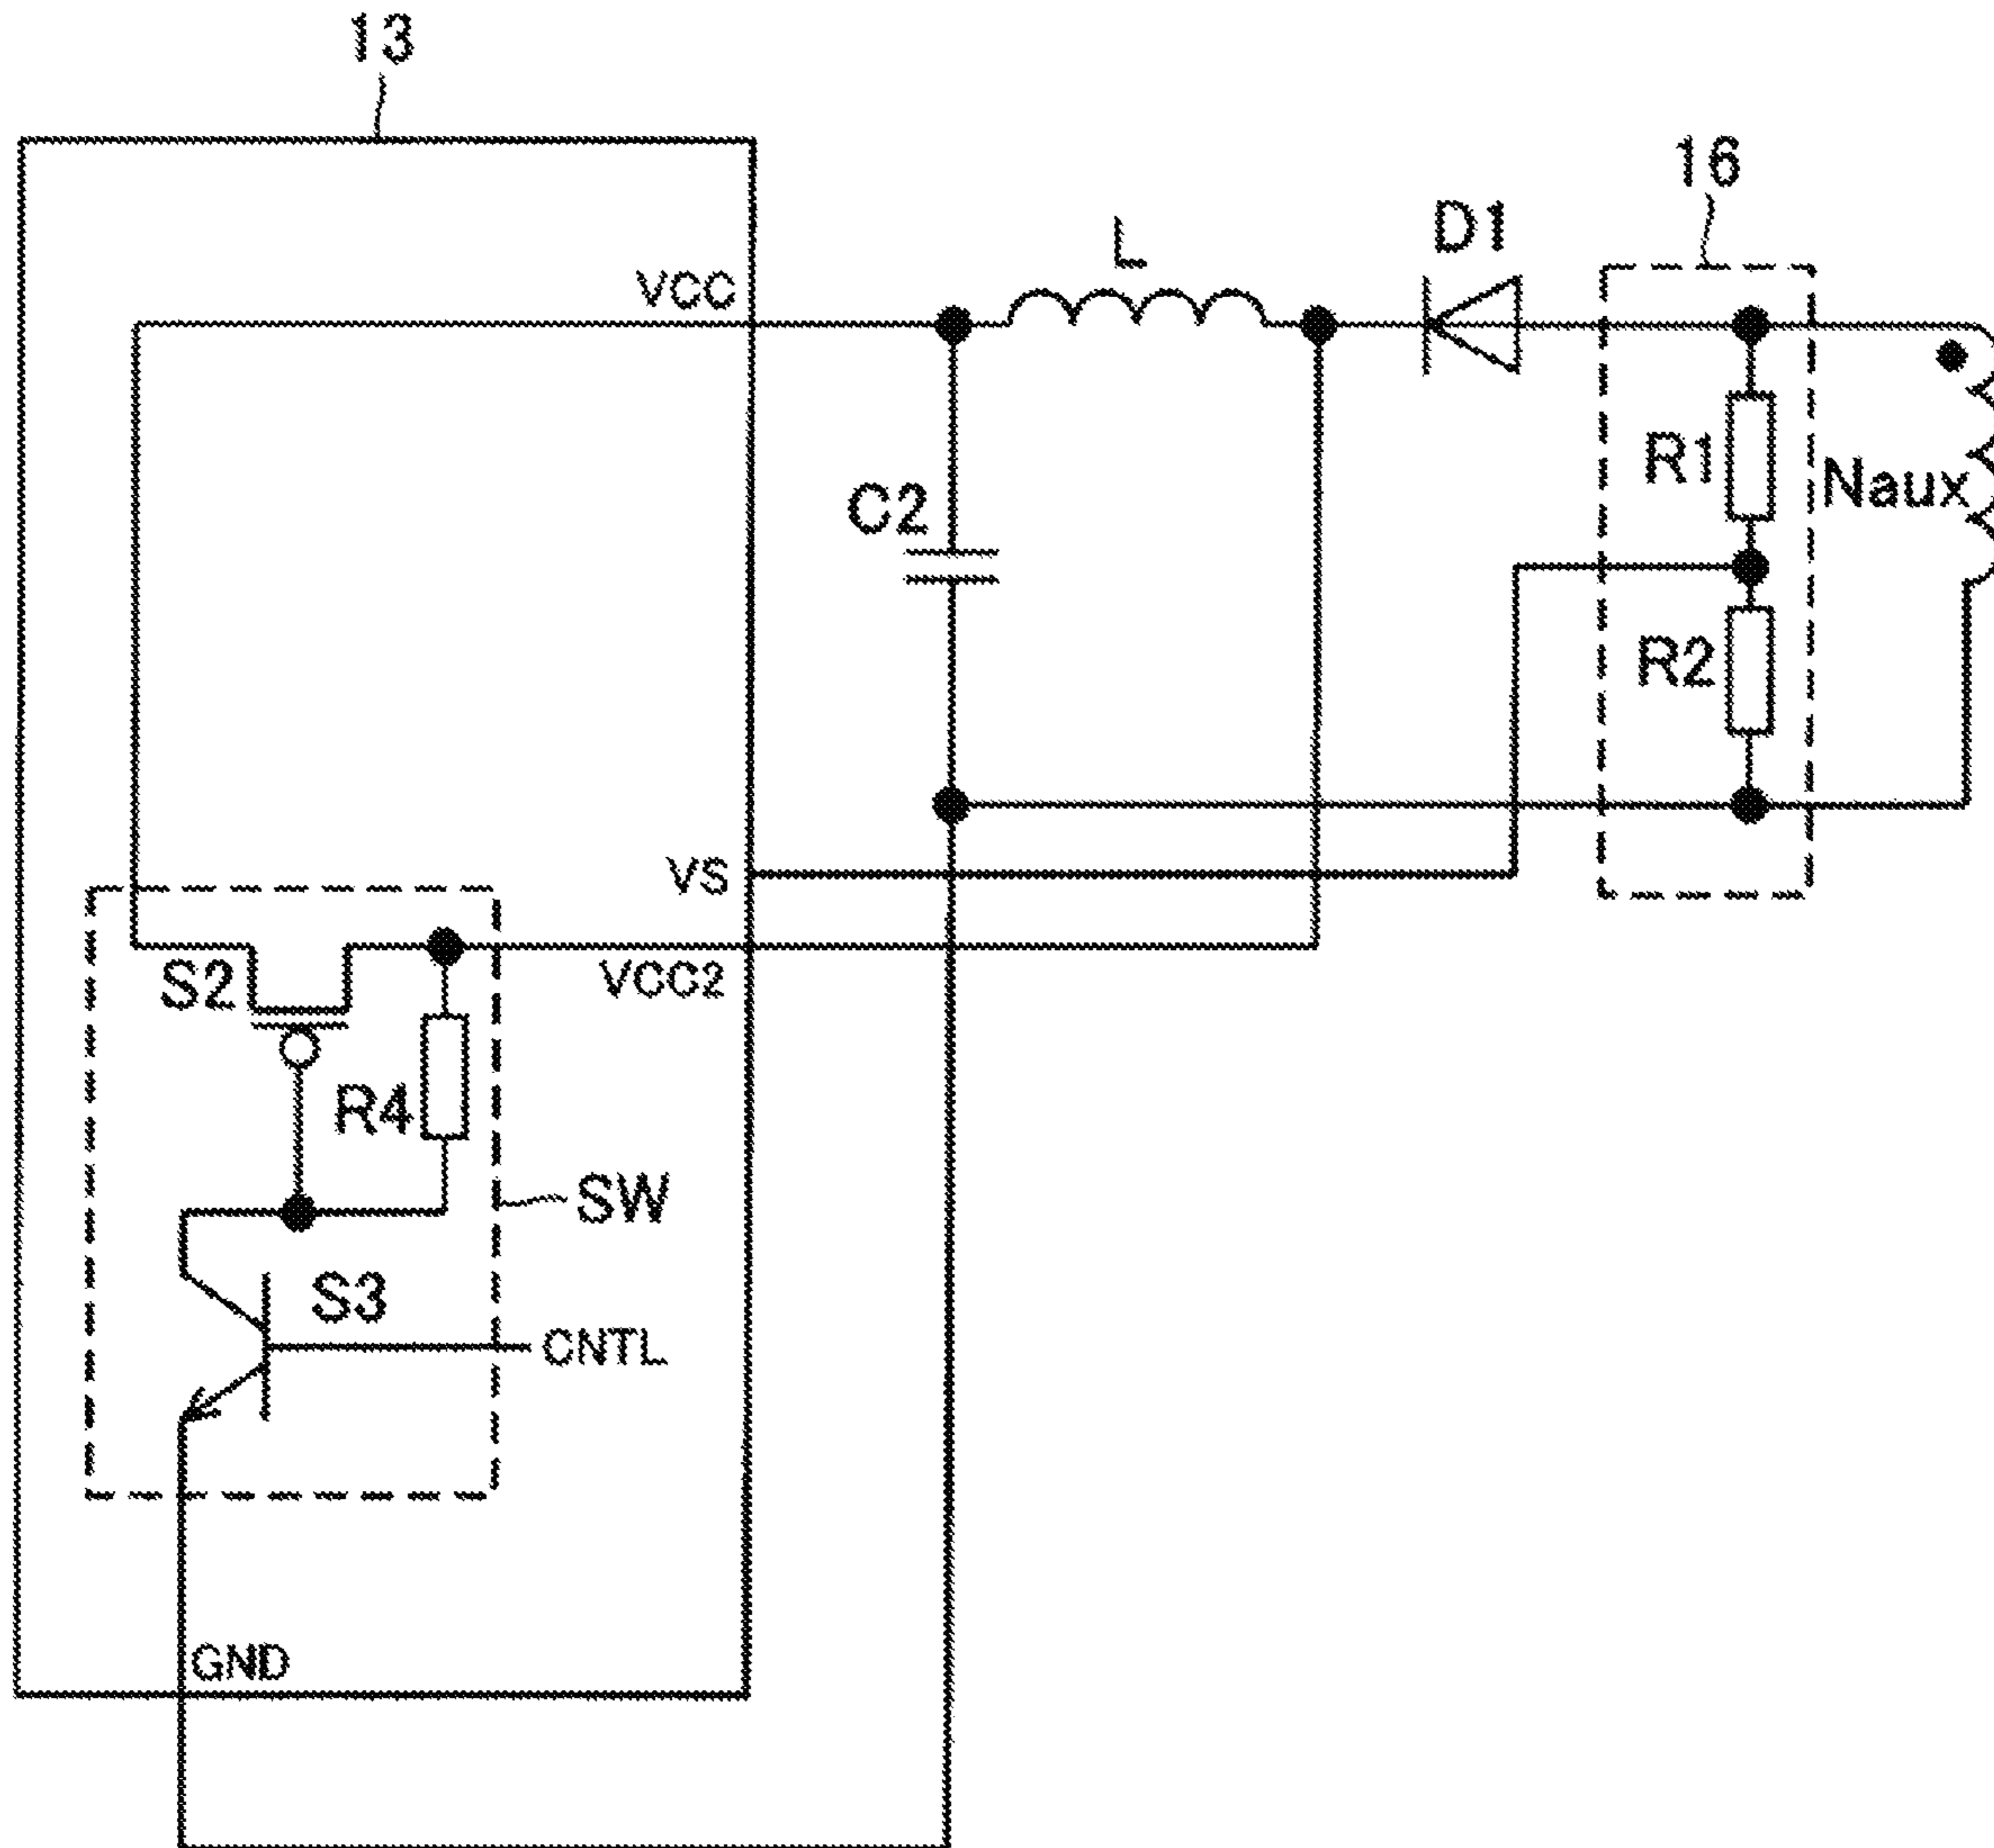 13
16
D1
L
VCC
R1
Naux
C2
R2
VS
S2
VCC2
R4
SW
S3
CNTL
GND